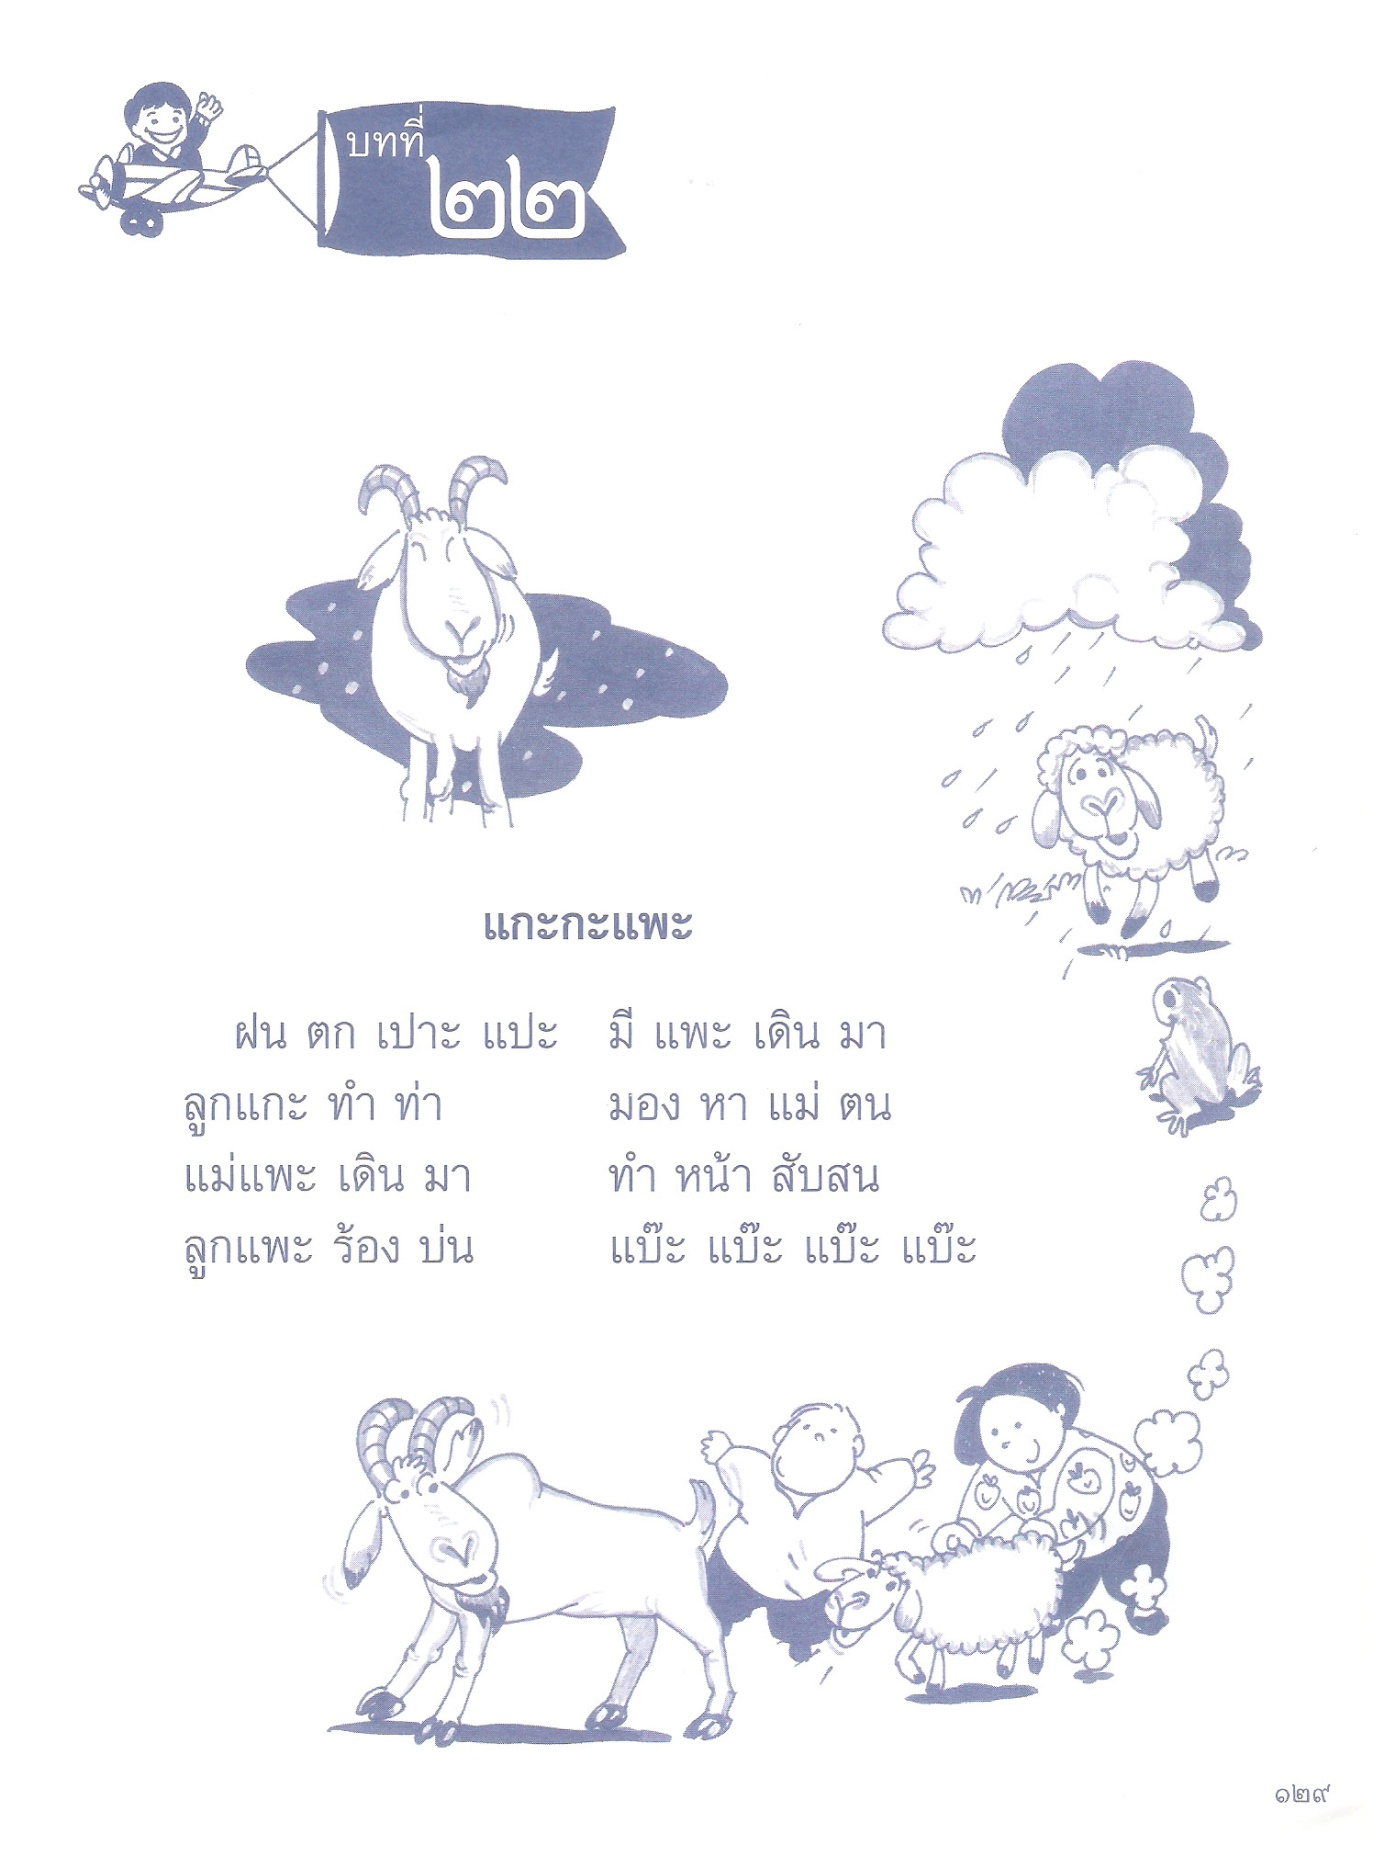 บทที่
๒๒
แกะกะแพะ
ฝน ตก เปาะ แปะ มี แพะ เดิน มา
ลูกแกะ ทำ ท่า มอง หา แม่ ตน
แม่แพะ เดิน มา ทำ หน้า สับสน
ลูกแพะ ร้อง บ่น แบ๊ะ แบ๊ะ แบ๊ะ แบ๊ะ
๑๒๙